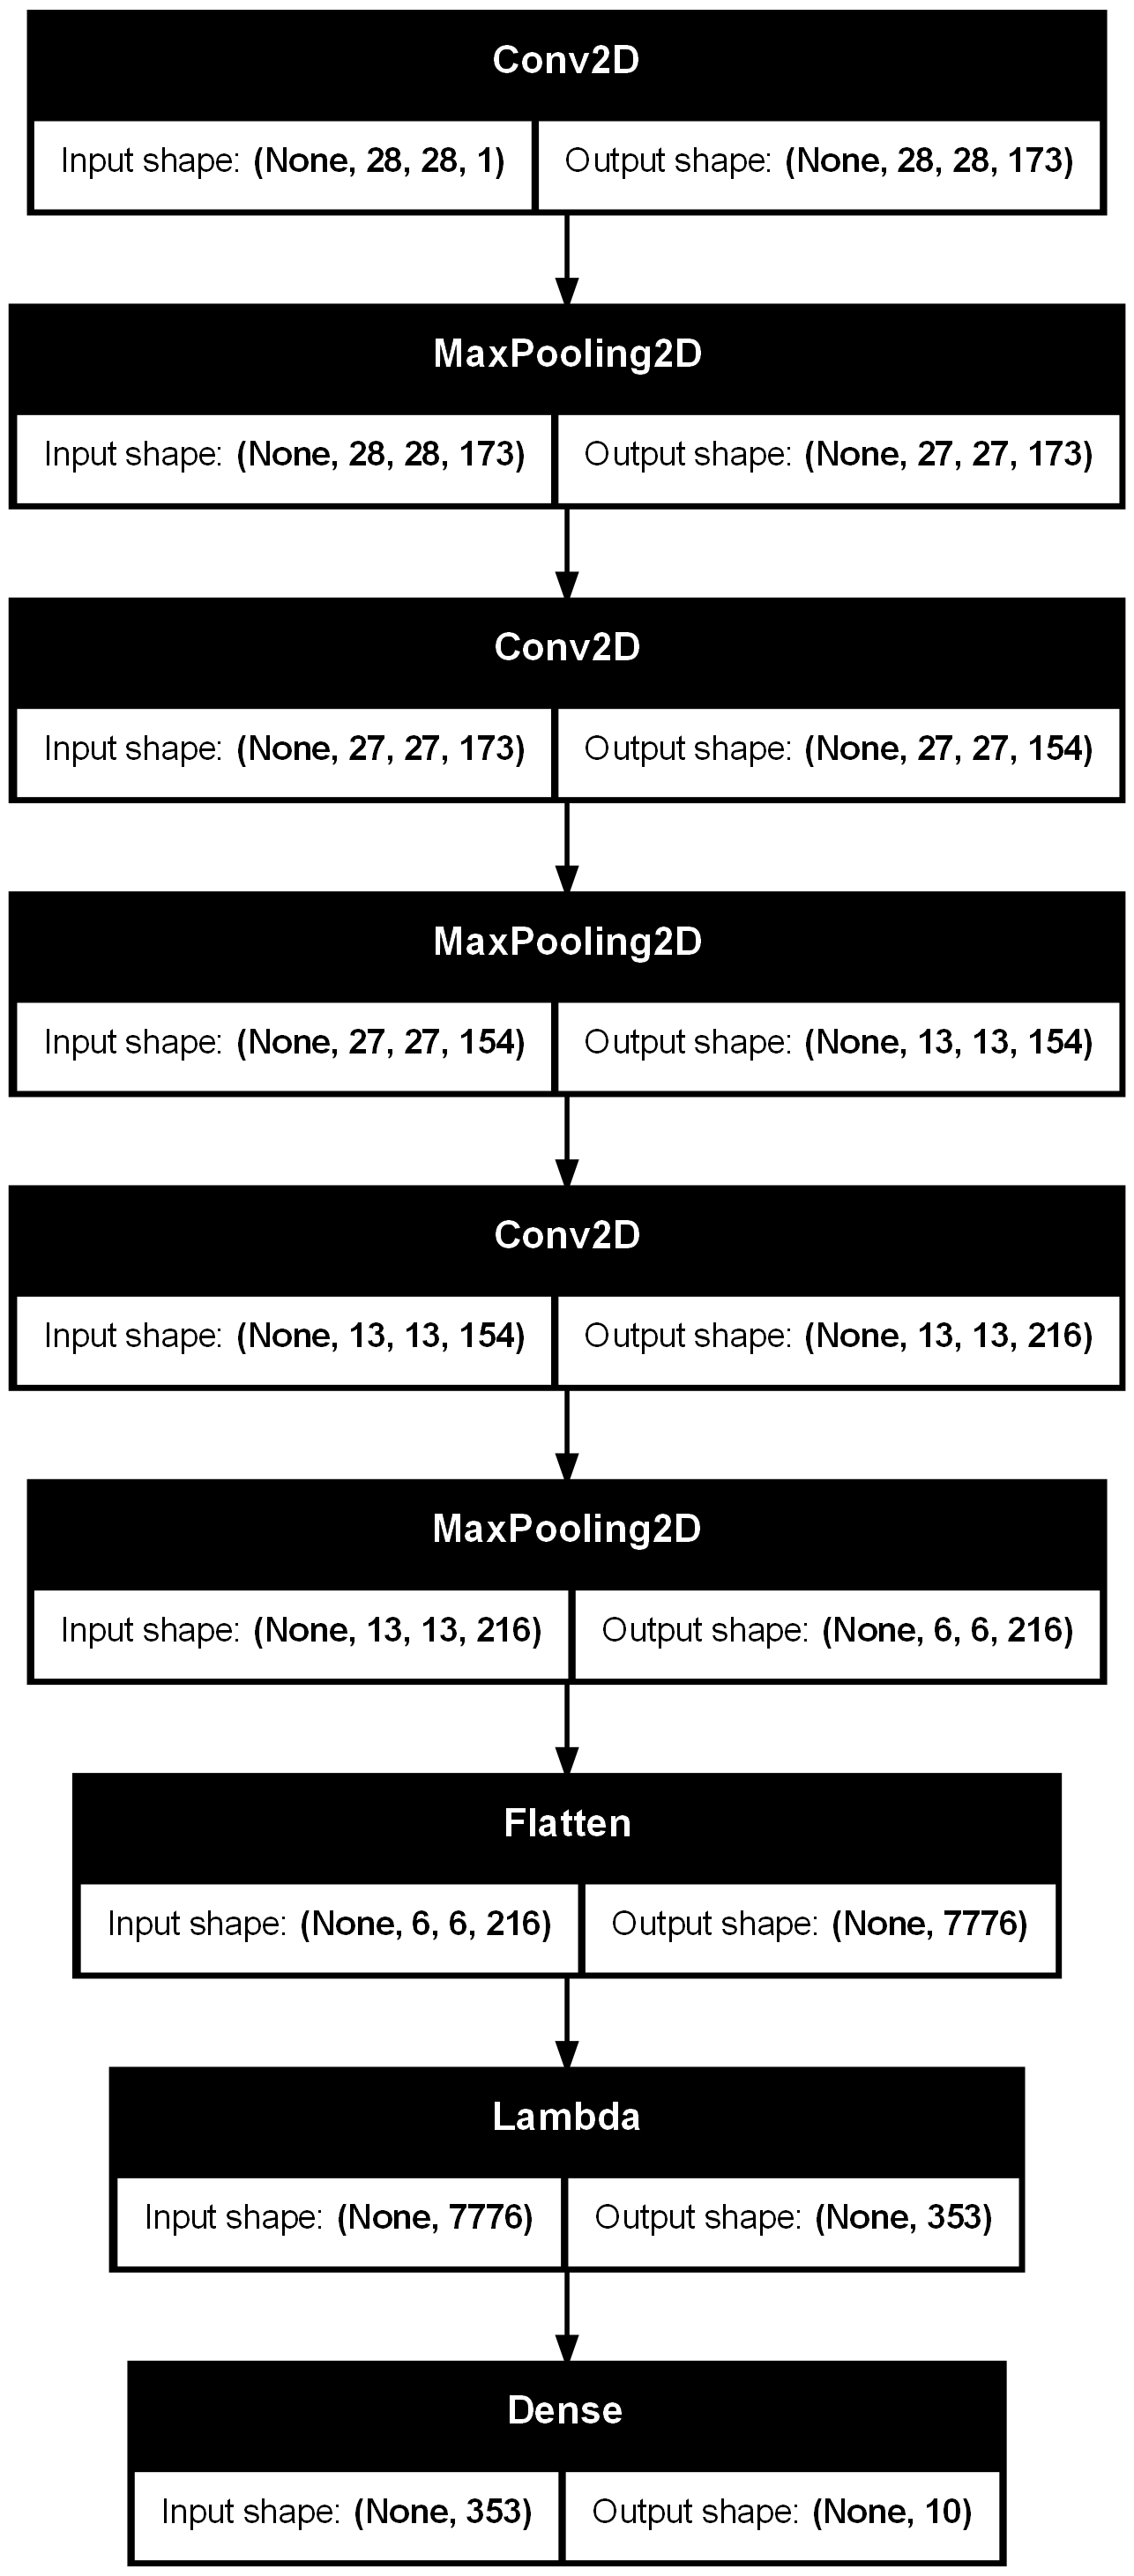 Conv2D
Input shape: (None, 28, 28, 1) Output shape: (None, 28, 28, 173)
MaxPooling2D
Input shape: (None, 28, 28, 173) Output shape: (None, 27, 27, 173)
Conv2D
Input shape: (None, 27, 27, 173) Output shape: (None, 27, 27, 154)
MaxPooling2D
Input shape: (None, 27, 27, 154) Output shape: (None, 13, 13, 154)
Conv2D
Input shape: (None, 13, 13, 154) Output shape: (None, 13, 13, 216)
MaxPooling2D
Input shape: (None, 13, 13, 216) Output shape: (None, 6, 6, 216)
Flatten
Input shape: (None, 6, 6, 216) Output shape: (None, 7776)
Lambda
Input shape: (None, 7776) Output shape: (None, 353)
Dense
Input shape: (None, 353) Output shape: (None, 10)